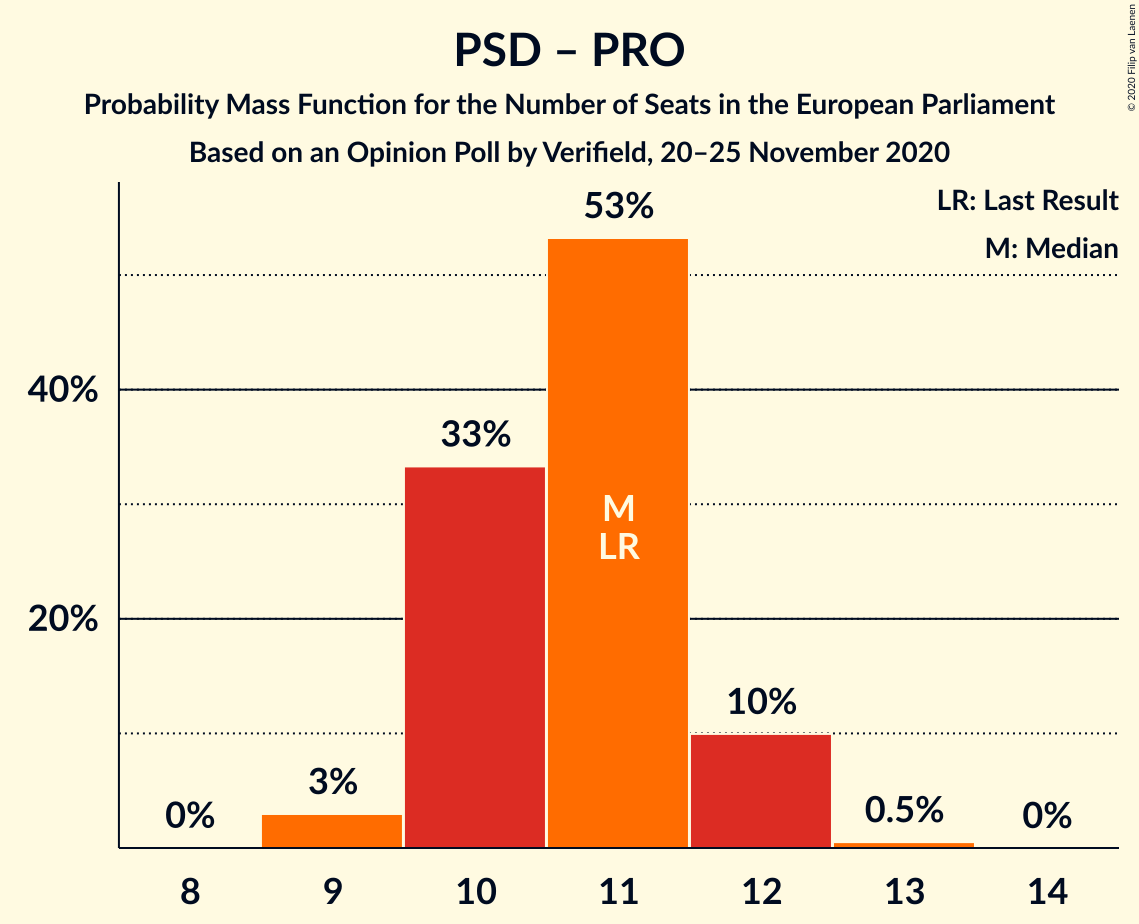 PSD – PRO
Probability Mass Function for the Number of Seats in the European Parliament
Based on an Opinion Poll by Verifield, 20–25 November 2020
© 2020 Filip van Laenen
LR: Last Result
M: Median
53%
40%
33%
M
LR
20%
10%
3%
0%
0.5%
0%
8 9 10 11 12 13 14